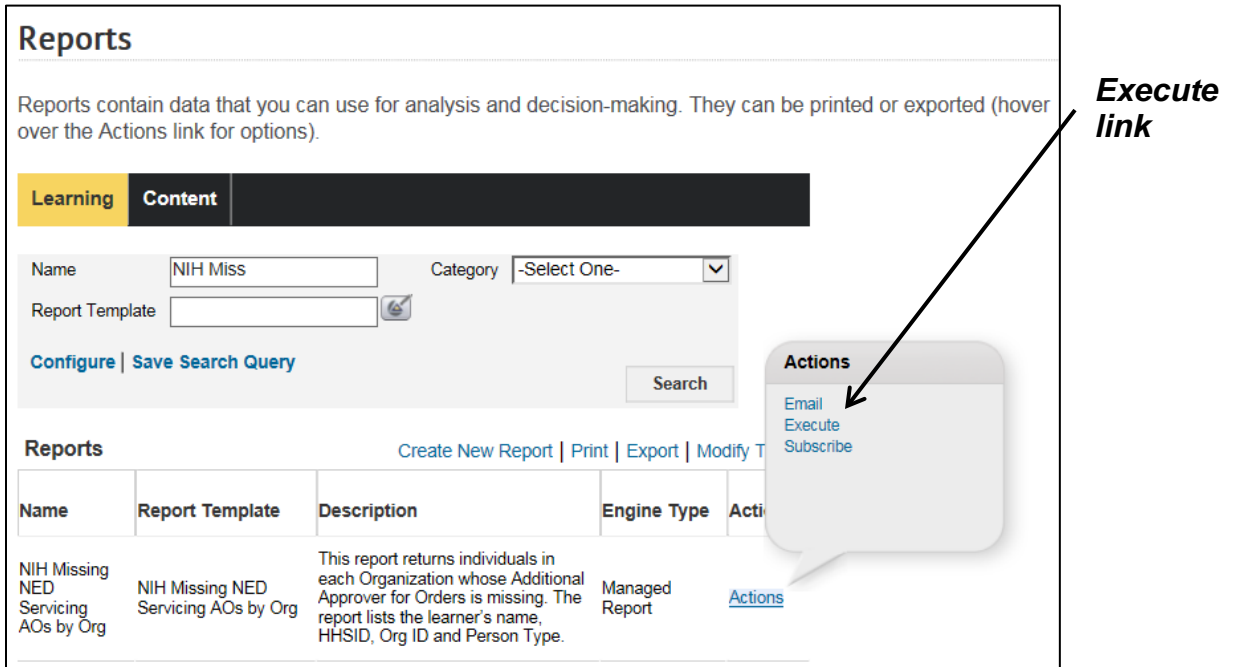 Reports
Reports contain data that you can use for analysis and decision-making. They can be printed or exported (hover
over the Actions link for options).
Execute
link
Learning
Content
Name
NIH Miss
Category
-Select One-
Report Template
Configure | Save Search Query
Search
Actions
Email
Execute
Subscribe
Reports
Create New Report | Print | Export | Modify T
Name
Report Template
Description
Engine Type
Acti
NIH Missing
NED
Servicing
AOs by Org
NIH Missing NED
Servicing AOs by Org
This report returns individuals in
each Organization whose Additional
Approver for Orders is missing. The
report lists the learner's name,
HHSID, Org ID and Person Type.
Managed
Report
Actions